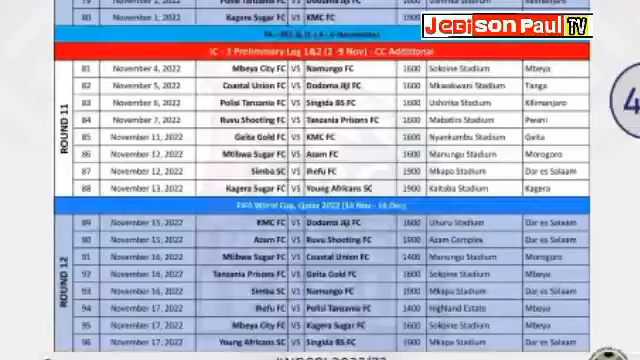 80 November 1, 2022 Kagera Sugar FC VS KMC FC 1900
JEBISON PAUL TV
IC - 3 Preliminary Leg 1&2 (2 -9 Nov) - CC Additional
ROUND 11
81 November 4, 2022 Mbeya City FC VS Namungo FC 1600 Sokoine Stadium Mbeya
82 November 5, 2022 Coastal Union FC VS Dodoma Jiji FC 1600 Mkwakwani Stadium Tanga
83 November 6, 2022 Polisi Tanzania FC VS Singida BS FC 1600 Ushirika Stadium Kilimanjaro
84 November 7, 2022 Ruvu Shooting FC VS Tanzania Prisons FC 1600 Mabatini Stadium Pwani
85 November 11, 2022 Geita Gold FC VS KMC FC 1600 Nyankumbu Stadium Geita
86 November 12, 2022 Mtibwa Sugar FC VS Azam FC 1600 Manungu Stadium Morogoro
87 November 12, 2022 Simba SC VS Ihefu FC 1900 Mkapa Stadium Dar es Salaam
88 November 13, 2022 Kagera Sugar FC VS Young Africans SC 1900 Kaitaba Stadium Kagera
FIFA World Cup, Qatar 2022
ROUND 12
89 November 15, 2022 KMC FC VS Dodoma Jiji FC 1600 Uhuru Stadium Dar es Salaam
90 November 15, 2022 Azam FC VS Ruvu Shooting FC 1900 Azam Complex Dar es Salaam
91 November 16, 2022 Mtibwa Sugar FC VS Coastal Union FC 1400 Manungu Stadium Morogoro
92 November 16, 2022 Tanzania Prisons FC VS Geita Gold FC 1600 Sokoine Stadium Mbeya
93 November 16, 2022 Simba SC VS Namungo FC 1900 Mkapa Stadium Dar es Salaam
94 November 17, 2022 Ihefu FC VS Polisi Tanzania FC 1400 Highland Estate Mbeya
95 November 17, 2022 Mbeya City FC VS Kagera Sugar FC 1600 Sokoine Stadium Mbeya
96 November 17, 2022 Young Africans SC VS Singida BS FC 1900 Mkapa Stadium Dar es Salaam